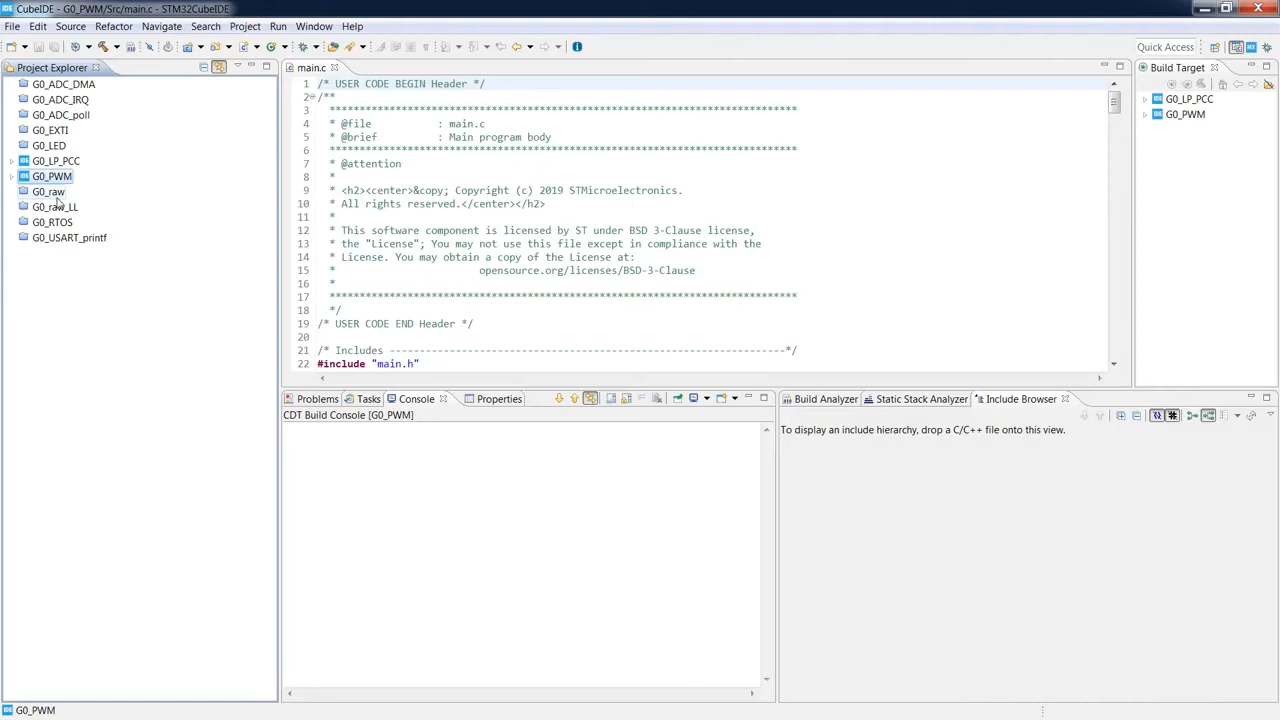 CubeIDE - G0_PWM/Src/main.c - STM32CubeIDE
File Edit Source Refactor Navigate Search Project Run Window Help
Quick Access
Project Explorer
G0_ADC_DMA
G0_ADC_IRQ
G0_ADC_poll
G0_EXTI
G0_LED
G0_LP_PCC
G0_PWM
G0_raw
G0_raw_LL
G0_RTOS
G0_USART_printf
main.c
1 /* USER CODE BEGIN Header */
2 /**
3 ******************************************************************************
4 * @file : main.c
5 * @brief : Main program body
6 ******************************************************************************
7 * @attention
8 *
9 * <h2><center>&copy; Copyright (c) 2019 STMicroelectronics.
10 * All rights reserved.</center></h2>
11 *
12 * This software component is licensed by ST under BSD 3-Clause license,
13 * the "License"; You may not use this file except in compliance with the
14 * License. You may obtain a copy of the License at:
15 * opensource.org/licenses/BSD-3-Clause
16 *
17 ******************************************************************************
18 */
19 /* USER CODE END Header */
20
21 /* Includes ------------------------------------------------------------------*/
22 #include "main.h"
Build Target
G0_LP_PCC
G0_PWM
Problems Tasks Console Properties
CDT Build Console [G0_PWM]
Build Analyzer Static Stack Analyzer Include Browser
To display an include hierarchy, drop a C/C++ file onto this view.
IDE G0_PWM